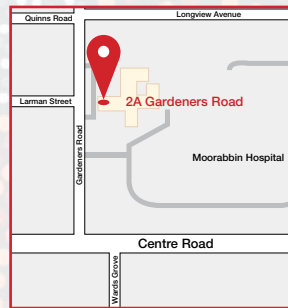 Quinns Road
Longview Avenue
Larman Street
2A Gardeners Road
Gardeners Road
Moorabbin Hospital
Centre Road
Wards Grove